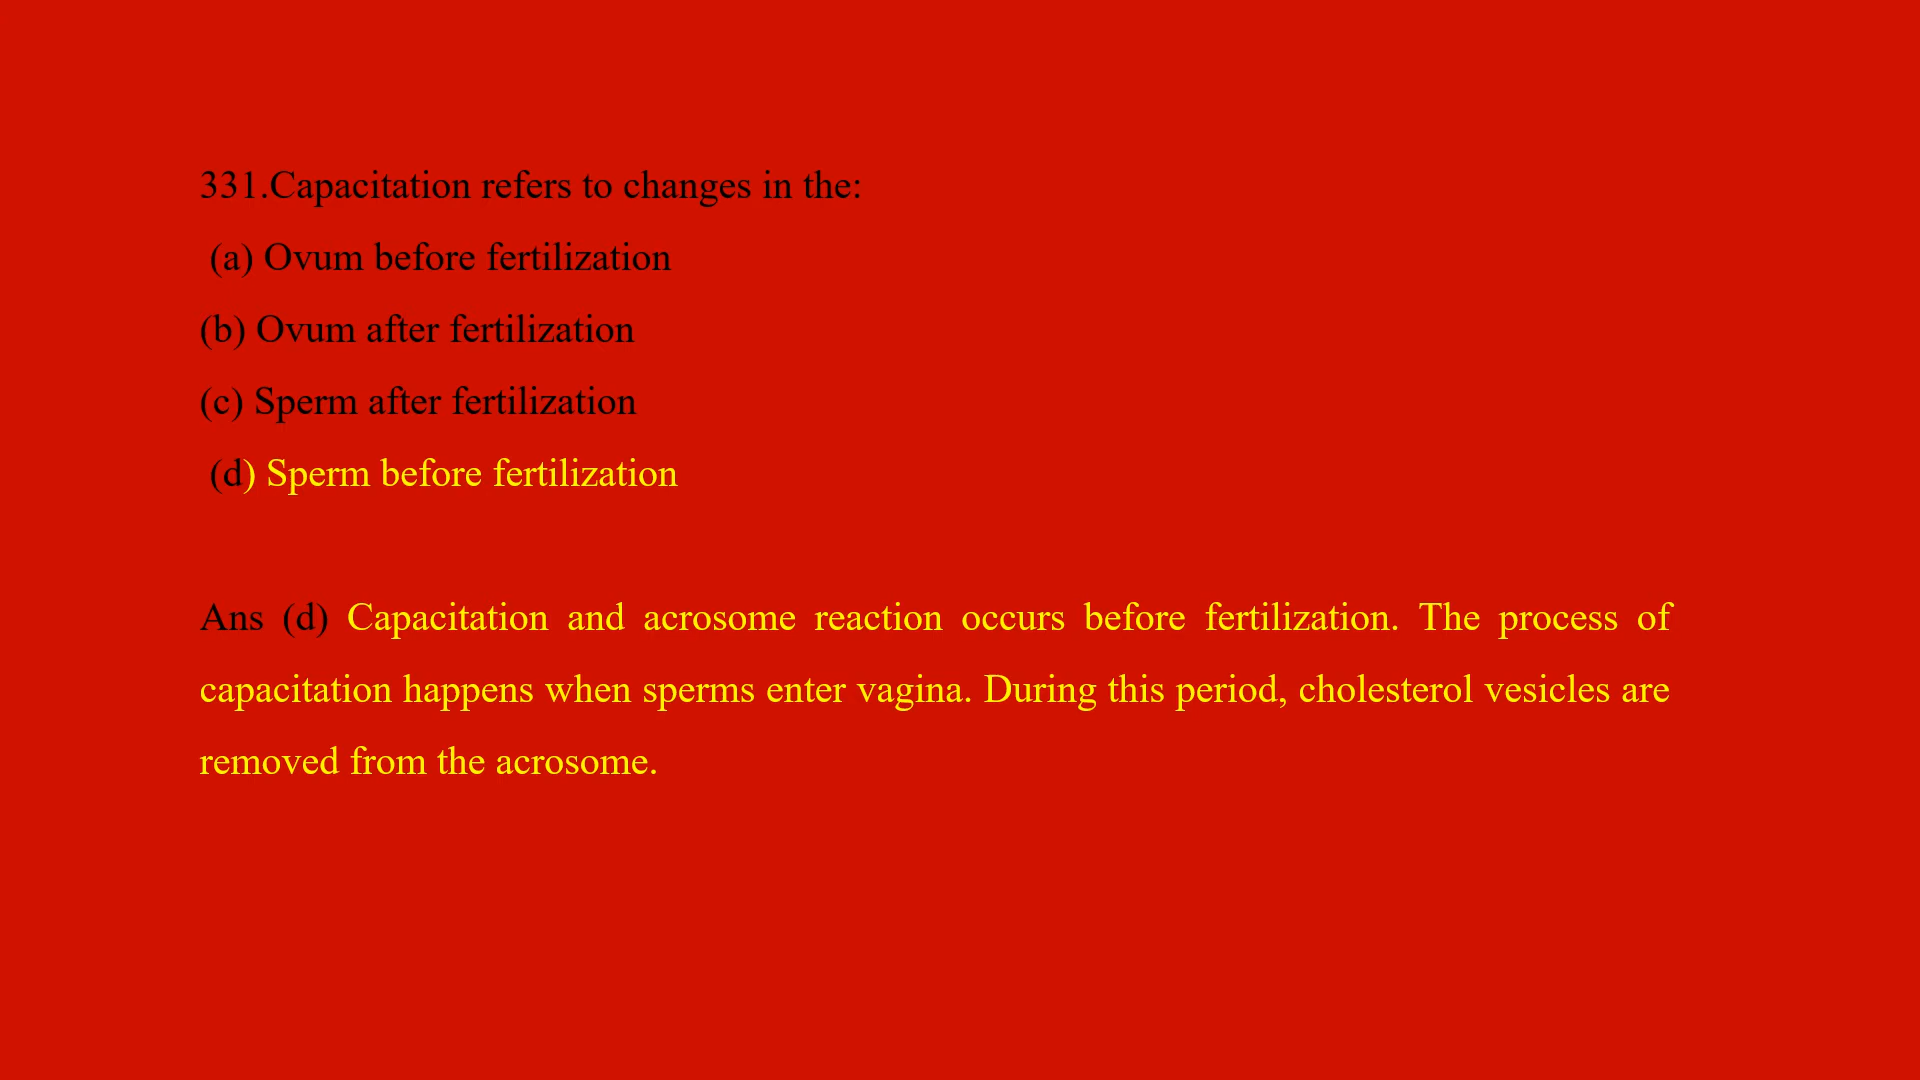 331.Capacitation refers to changes in the:
(a) Ovum before fertilization
(b) Ovum after fertilization
(c) Sperm after fertilization
(d) Sperm before fertilization
Ans (d) Capacitation and acrosome reaction occurs before fertilization. The process of
capacitation happens when sperms enter vagina. During this period, cholesterol vesicles are
removed from the acrosome.